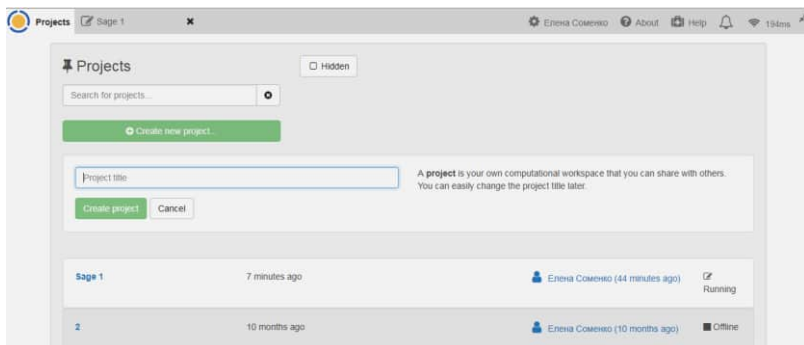 Projects Sage 1 Елена Соменко About Help 194ms
Projects Hidden
Search for projects...
Create new project...
Project title
A project is your own computational workspace that you can share with others.
You can easily change the project title later.
Create project Cancel
Sage 1 7 minutes ago Елена Соменко (44 minutes ago) Running
2 10 months ago Елена Соменко (10 months ago) Offline